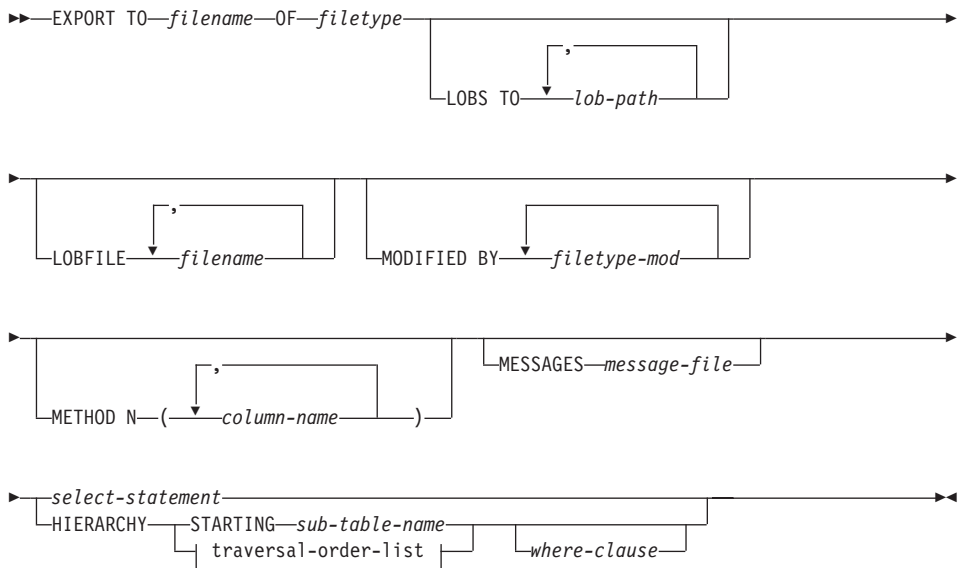 EXPORT TO filename OF filetype
,
LOBS TO lob-path
, 
LOBFILE filename MODIFIED BY filetype-mod
,
METHOD N ( column-name ) MESSAGES message-file
select-statement
HIERARCHY STARTING sub-table-name
traversal-order-list where-clause